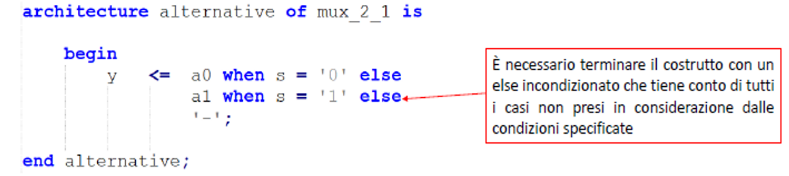 architecture alternative of mux_2_1 is
begin
y <= a0 when s = '0' else
a1 when s = '1' else
'-';
end alternative;
È necessario terminare il costrutto con un
else incondizionato che tiene conto di tutti
i casi non presi in considerazione dalle
condizioni specificate